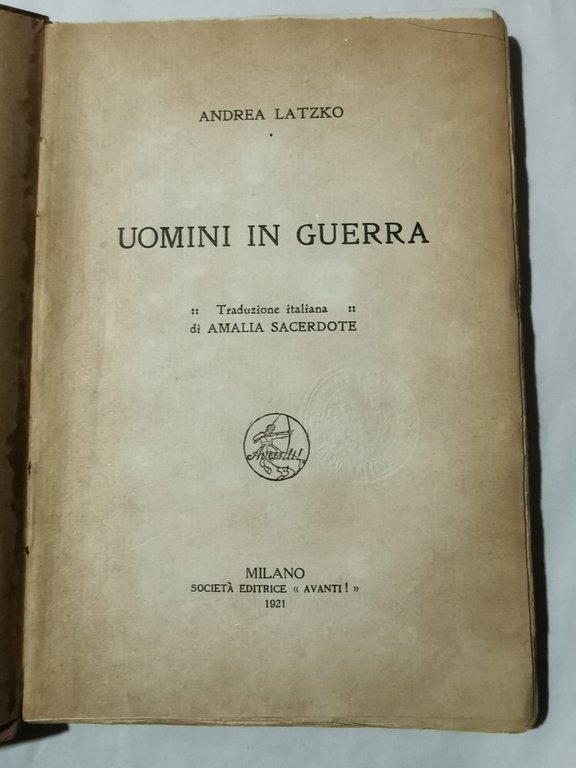 ANDREA LATZKO
UOMINI IN GUERRA
:: Traduzione italiana ::
di AMALIA SACERDOTE
Avanti!
MILANO
SOCIETÀ EDITRICE « AVANTI ! »
1921